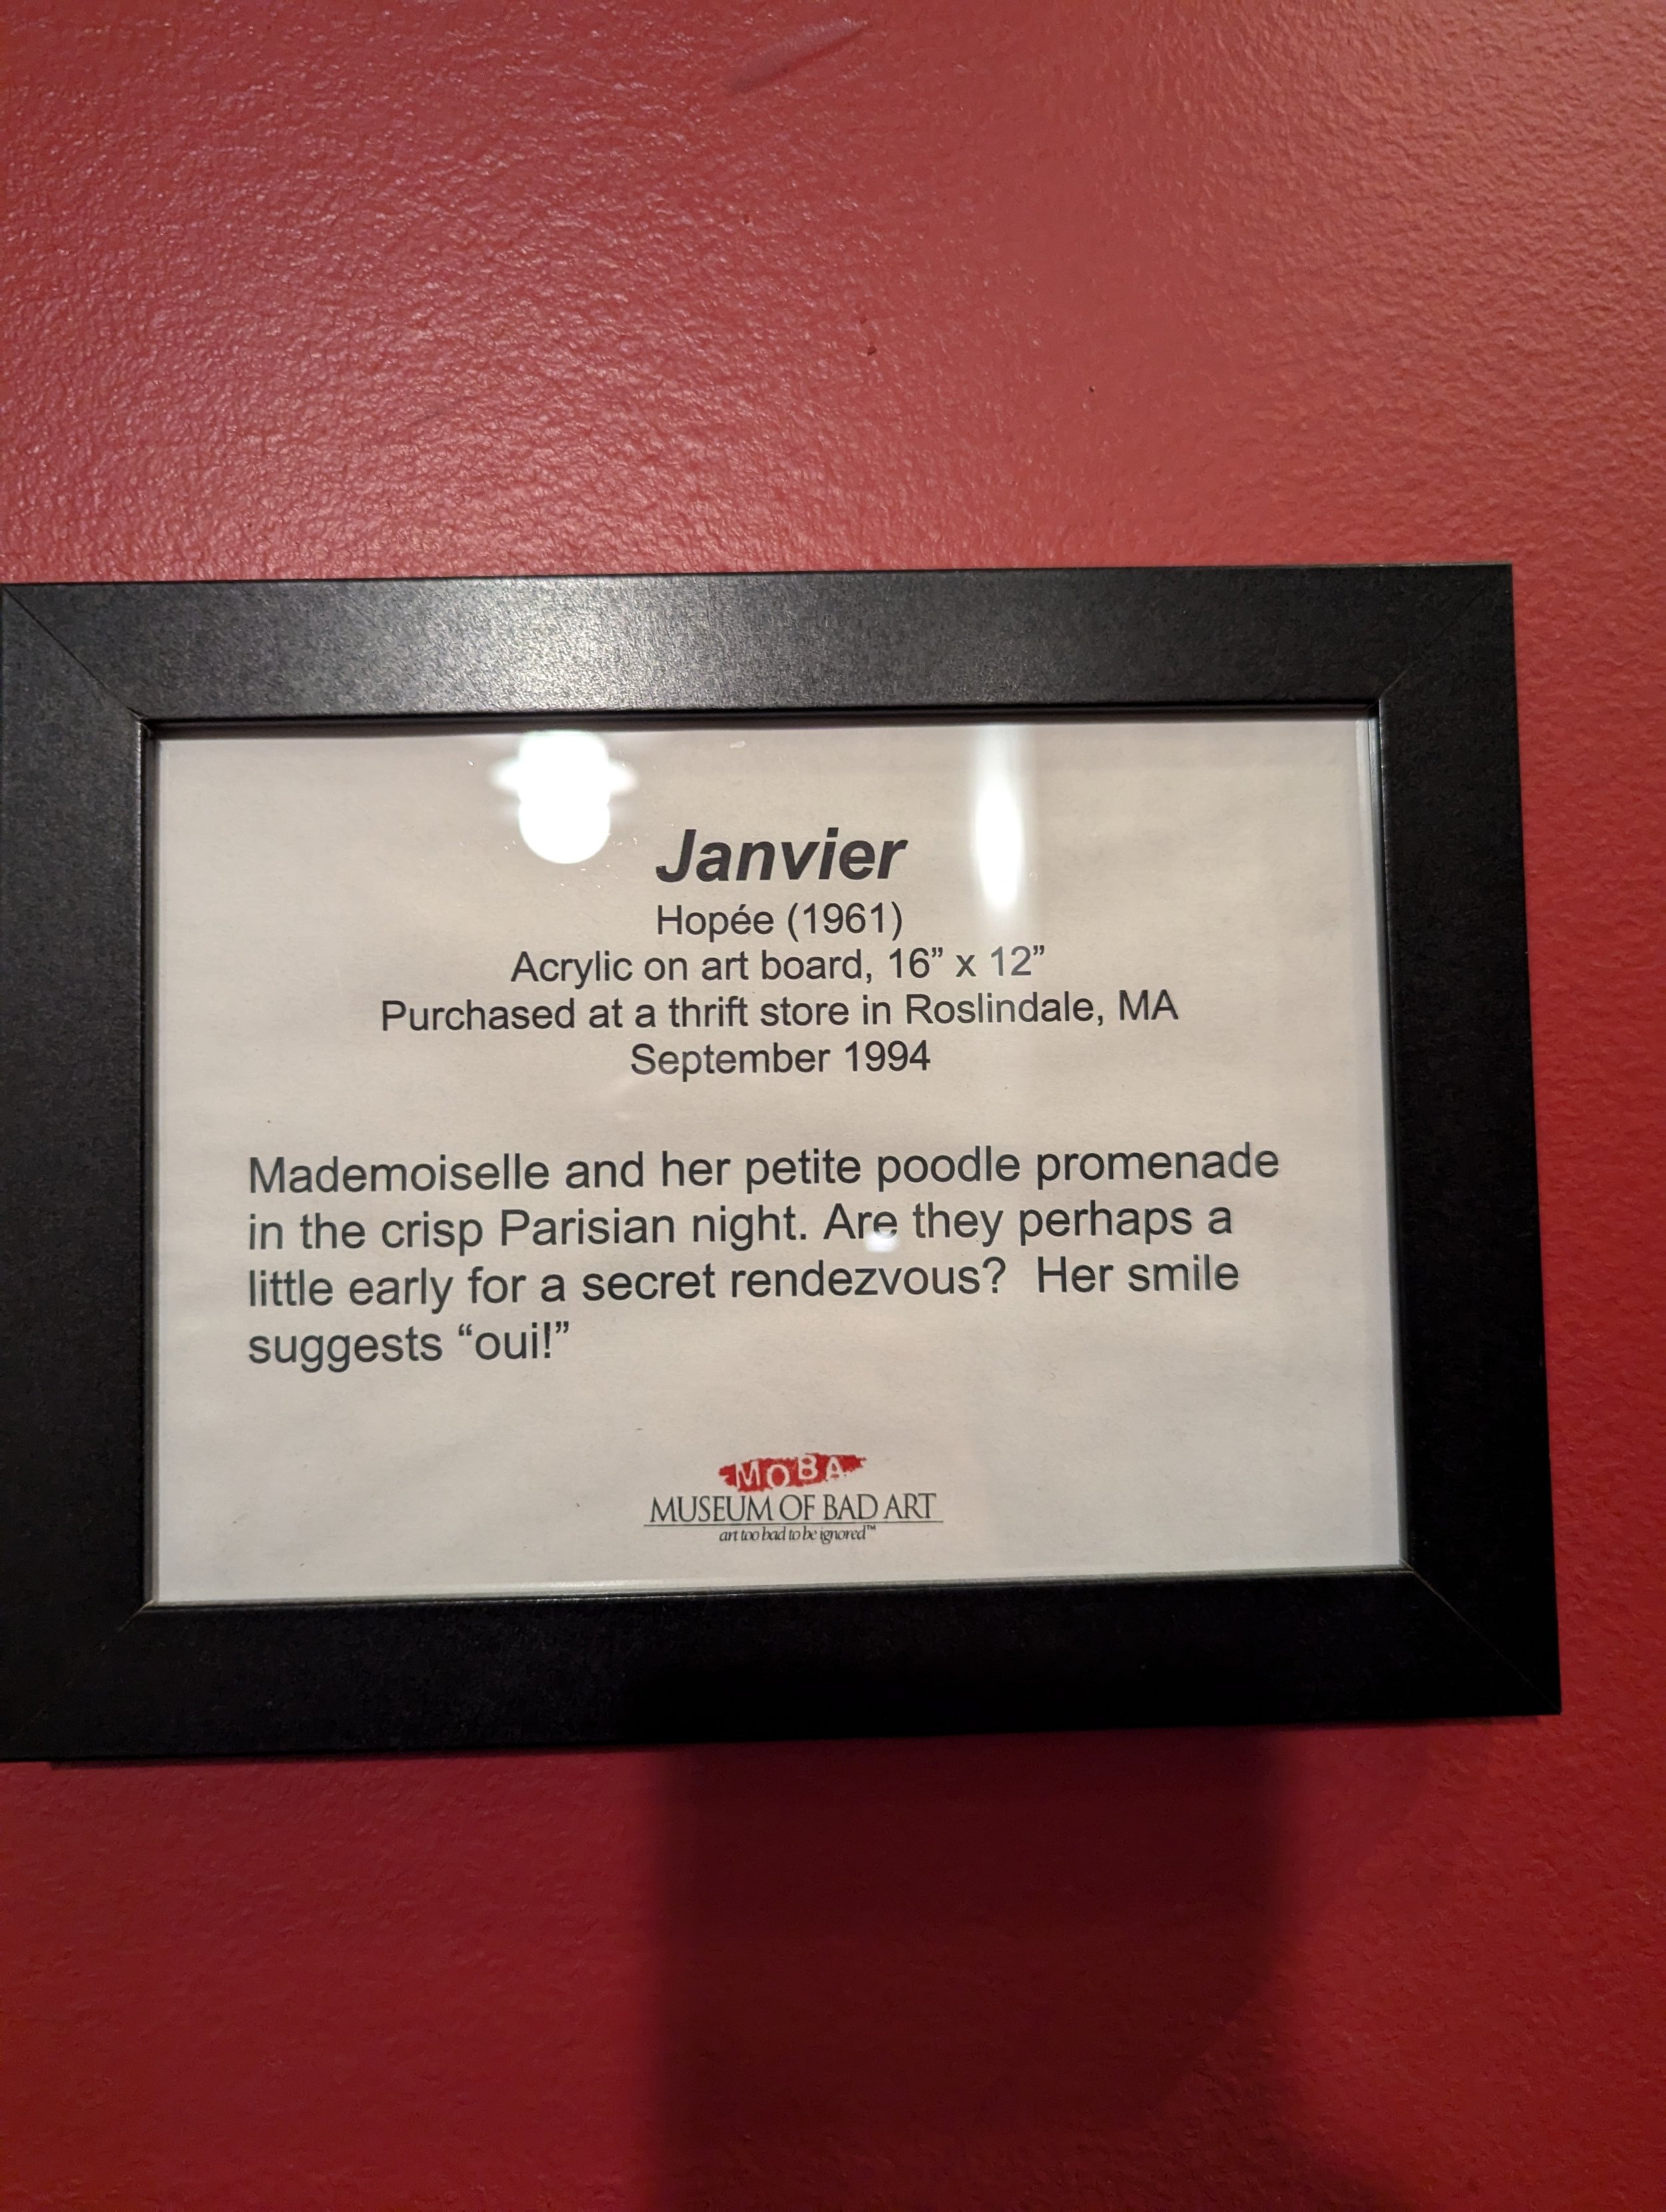 Janvier
Hopée (1961)
Acrylic on art board, 16” x 12”
Purchased at a thrift store in Roslindale, MA
September 1994
Mademoiselle and her petite poodle promenade
in the crisp Parisian night. Are they perhaps a
little early for a secret rendezvous?  Her smile
suggests “oui!”
MOBA
MUSEUM OF BAD ART
art too bad to be ignored™